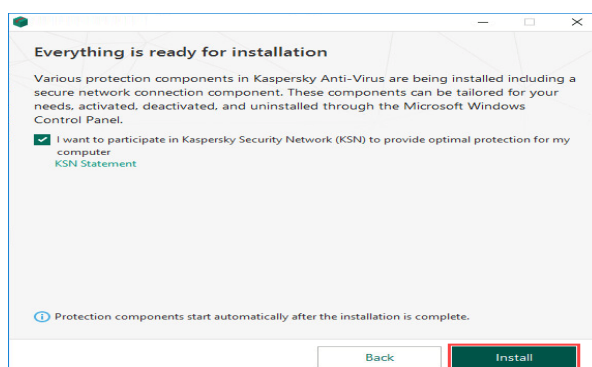 Everything is ready for installation
Various protection components in Kaspersky Anti-Virus are being installed including a
secure network connection component. These components can be tailored for your
needs, activated, deactivated, and uninstalled through the Microsoft Windows
Control Panel.
I want to participate in Kaspersky Security Network (KSN) to provide optimal protection for my
computer
KSN Statement
Protection components start automatically after the installation is complete.
Back Install